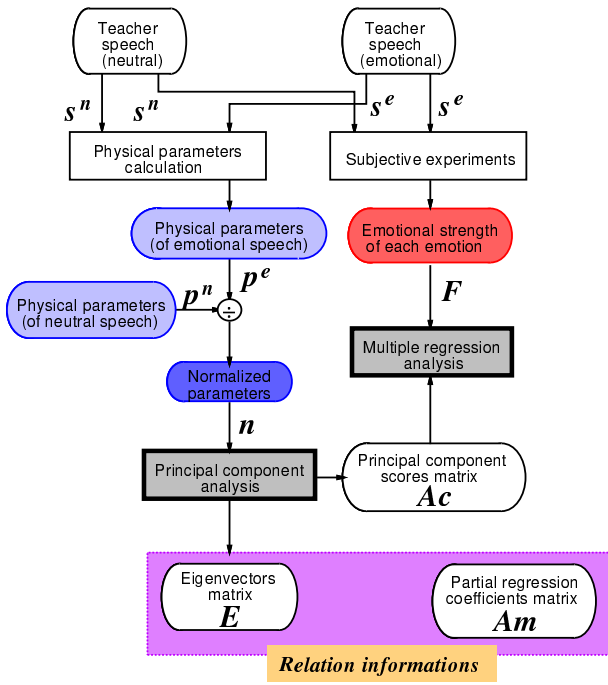 Teacher
speech
(neutral)
Teacher
speech
(emotional)
s^n
s^n
s^e
s^e
Physical parameters
calculation
Subjective experiments
Physical parameters
(of emotional speech)
Emotional strength
of each emotion
p^e
p^n
F
Physical parameters
(of neutral speech)
÷
Multiple regression
analysis
Normalized
parameters
n
Principal component
analysis
Principal component
scores matrix
Ac
Eigenvectors
matrix
E
Partial regression
coefficients matrix
Am
Relation informations